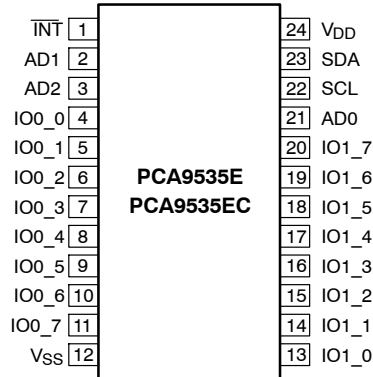 INT 1 24 VDD
AD1 2 23 SDA
AD2 3 22 SCL
IO0_0 4 21 AD0
IO0_1 5 20 IO1_7
IO0_2 6 PCA9535E 19 IO1_6
IO0_3 7 PCA9535EC 18 IO1_5
IO0_4 8 17 IO1_4
IO0_5 9 16 IO1_3
IO0_6 10 15 IO1_2
IO0_7 11 14 IO1_1
VSS 12 13 IO1_0